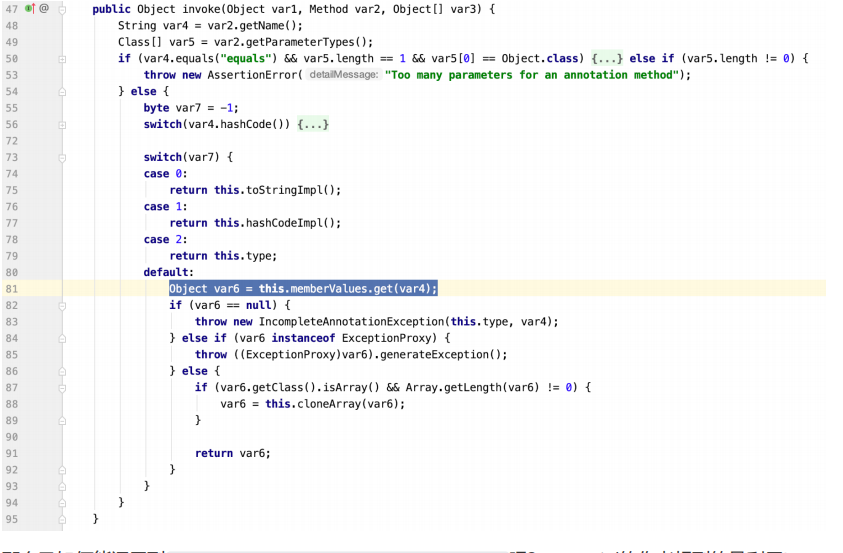 47 @ public Object invoke(Object var1, Method var2, Object[] var3) {
48 String var4 = var2.getName();
49 Class[] var5 = var2.getParameterTypes();
50 if (var4.equals("equals") && var5.length == 1 && var5[0] == Object.class) {...} else if (var5.length != 0) {
53 throw new AssertionError( detailMessage: "Too many parameters for an annotation method");
54 } else {
55 byte var7 = -1;
56 switch(var4.hashCode()) {...}
72
73 switch(var7) {
74 case 0:
75 return this.toStringImpl();
76 case 1:
77 return this.hashCodeImpl();
78 case 2:
79 return this.type;
80 default:
81 Object var6 = this.memberValues.get(var4);
82 if (var6 == null) {
83 throw new IncompleteAnnotationException(this.type, var4);
84 } else if (var6 instanceof ExceptionProxy) {
85 throw ((ExceptionProxy)var6).generateException();
86 } else {
87 if (var6.getClass().isArray() && Array.getLength(var6) != 0) {
88 var6 = this.cloneArray(var6);
89 }
90
91 return var6;
92 }
93 }
94 }
95 }